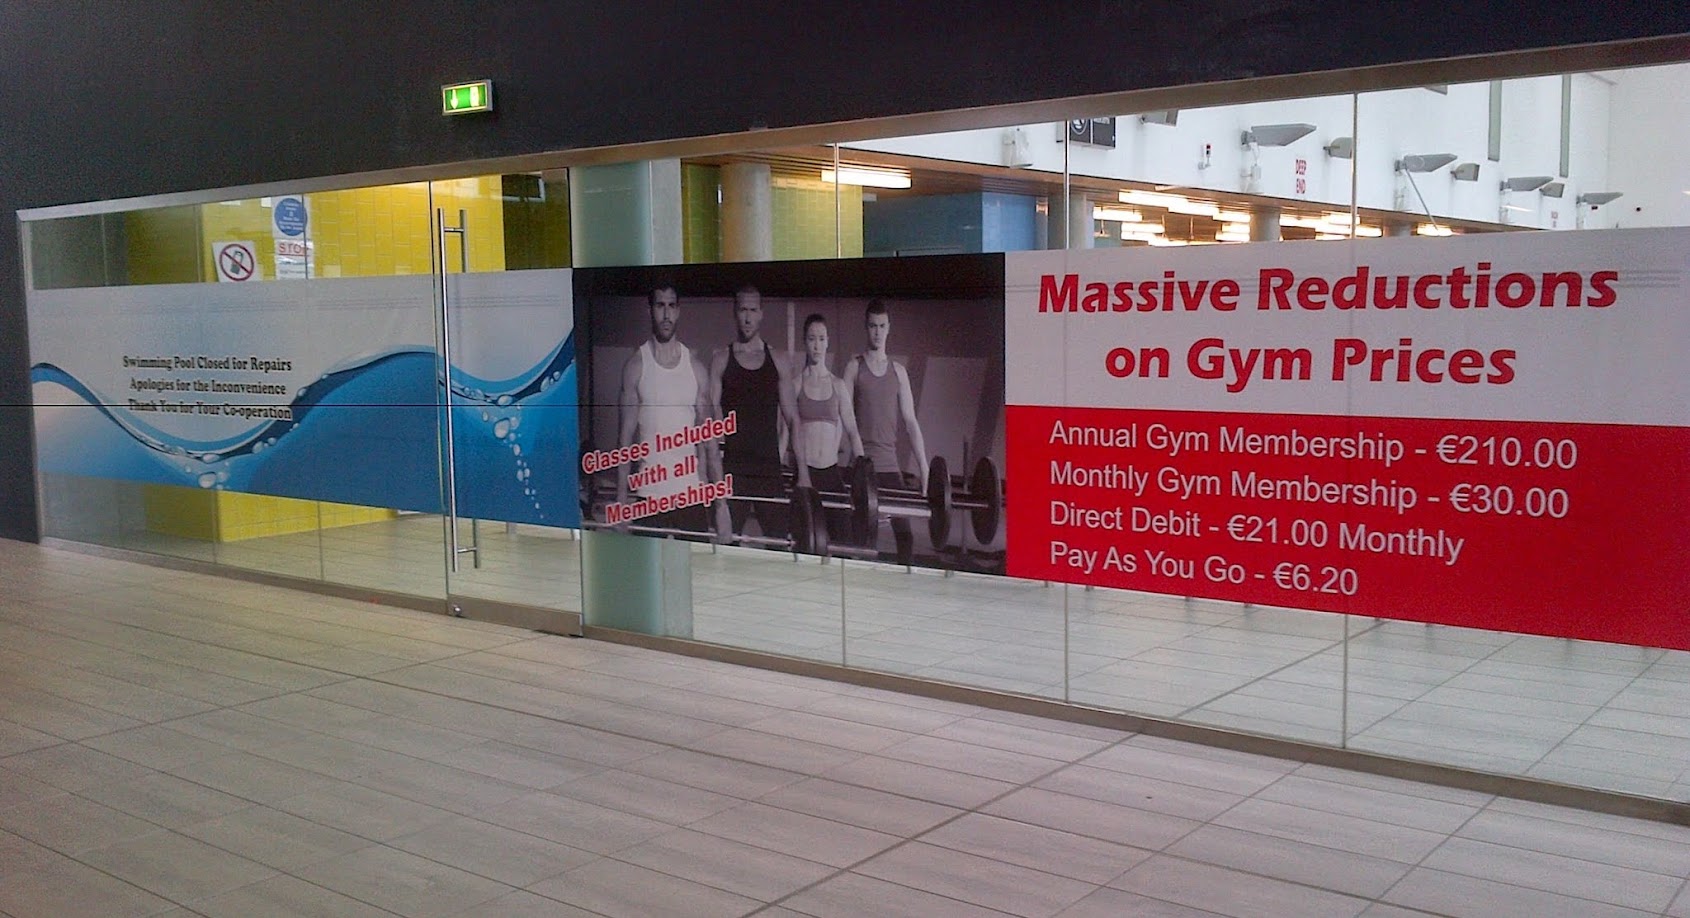 STOP
Swimming Pool Closed for Repairs
Apologies for the Inconvenience
Thank You for Your Co-operation
Classes Included
with all
Memberships!
DEEP
END
Massive Reductions
on Gym Prices
Annual Gym Membership - €210.00
Monthly Gym Membership - €30.00
Direct Debit - €21.00 Monthly
Pay As You Go - €6.20